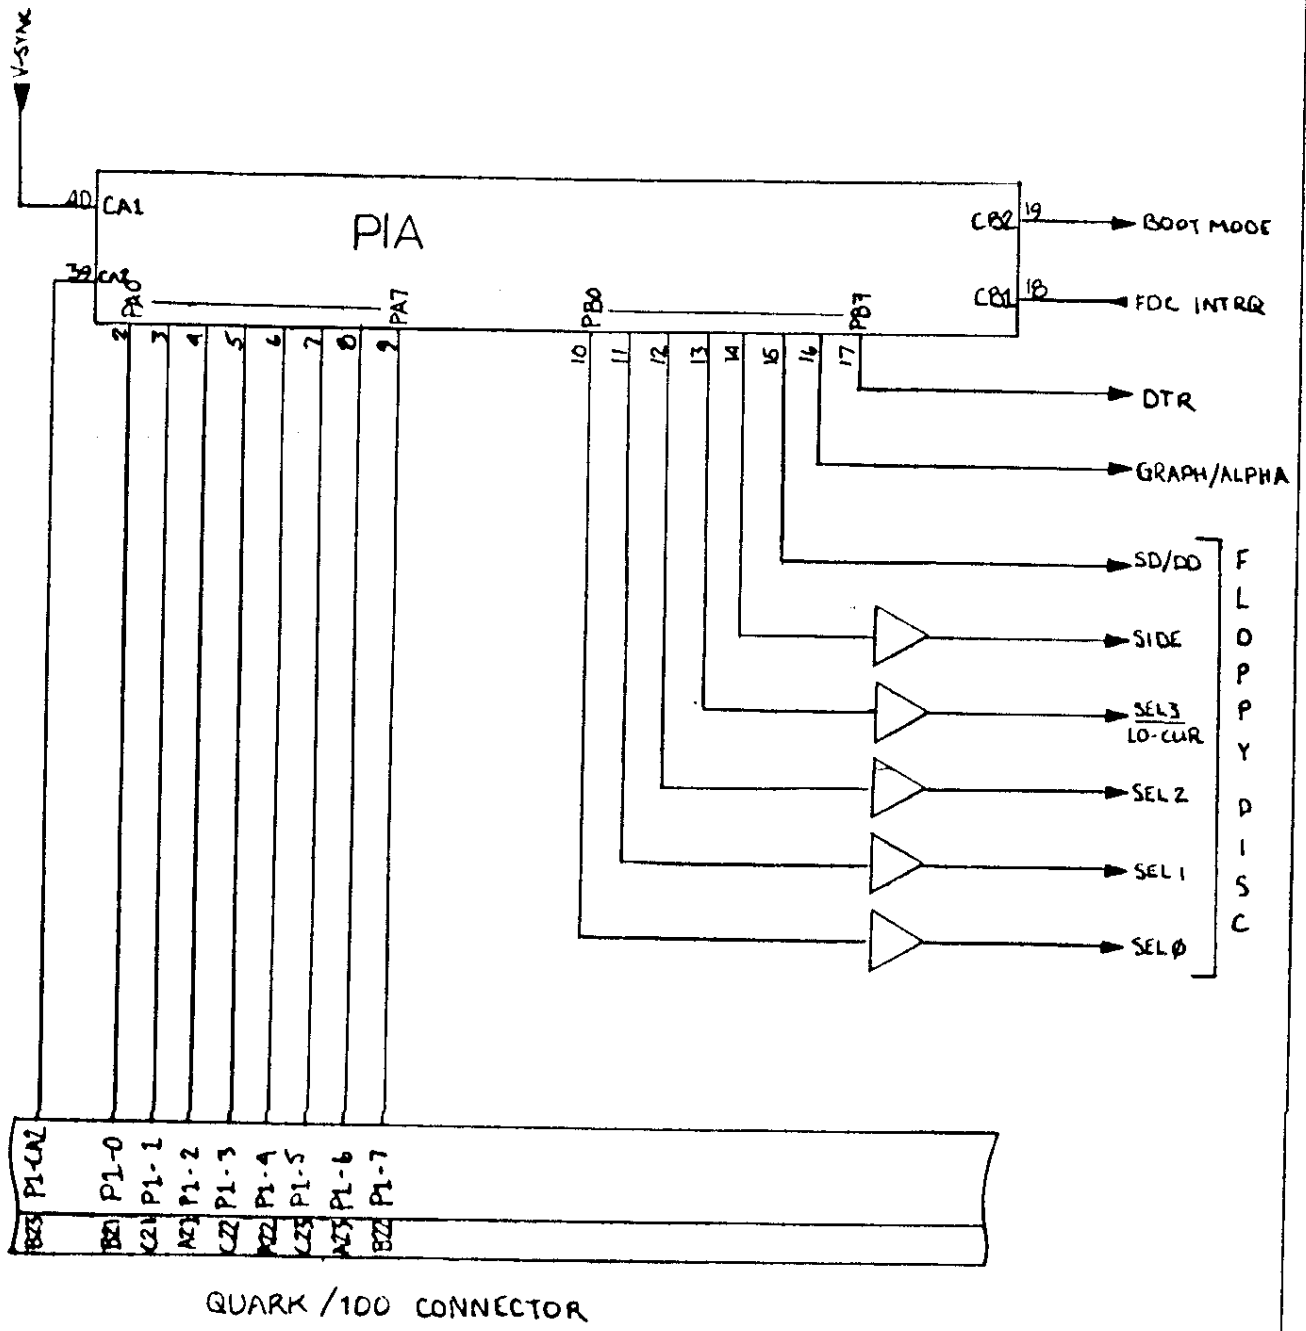 V-SYNC
40 CA1
PIA
CB2 19 BOOT MODE
39 CA2
PA0 PA7
PB0 PB7
CB1 18 FDC INTRQ
2 3 4 5 6 7 8 9
10 11 12 13 14 15 16 17
DTR
GRAPH/ALPHA
SD/DD
SIDE
SEL3
LO-CUR
SEL2
SEL1
SELø
FLOPPY DISC
P1-CA2 P1-0 P1-1 P1-2 P1-3 P1-4 P1-5 P1-6 P1-7
B23 B21 C21 A21 C22 A22 C23 A23 B22
QUARK/100 CONNECTOR